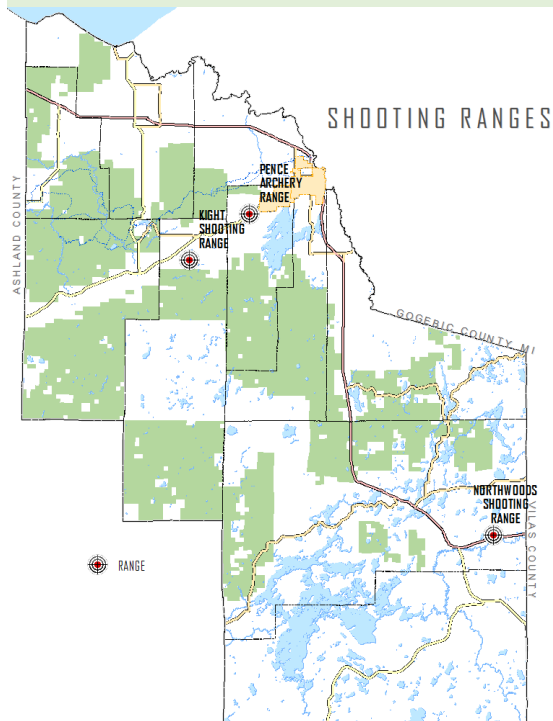 SHOOTING RANGES
PENCE
ARCHERY
RANGE
KIGHT
SHOOTING
RANGE
ASHLAND COUNTY
GOGEBIC COUNTY MI
NORTHWOODS
SHOOTING
RANGE
VILAS COUNTY
RANGE